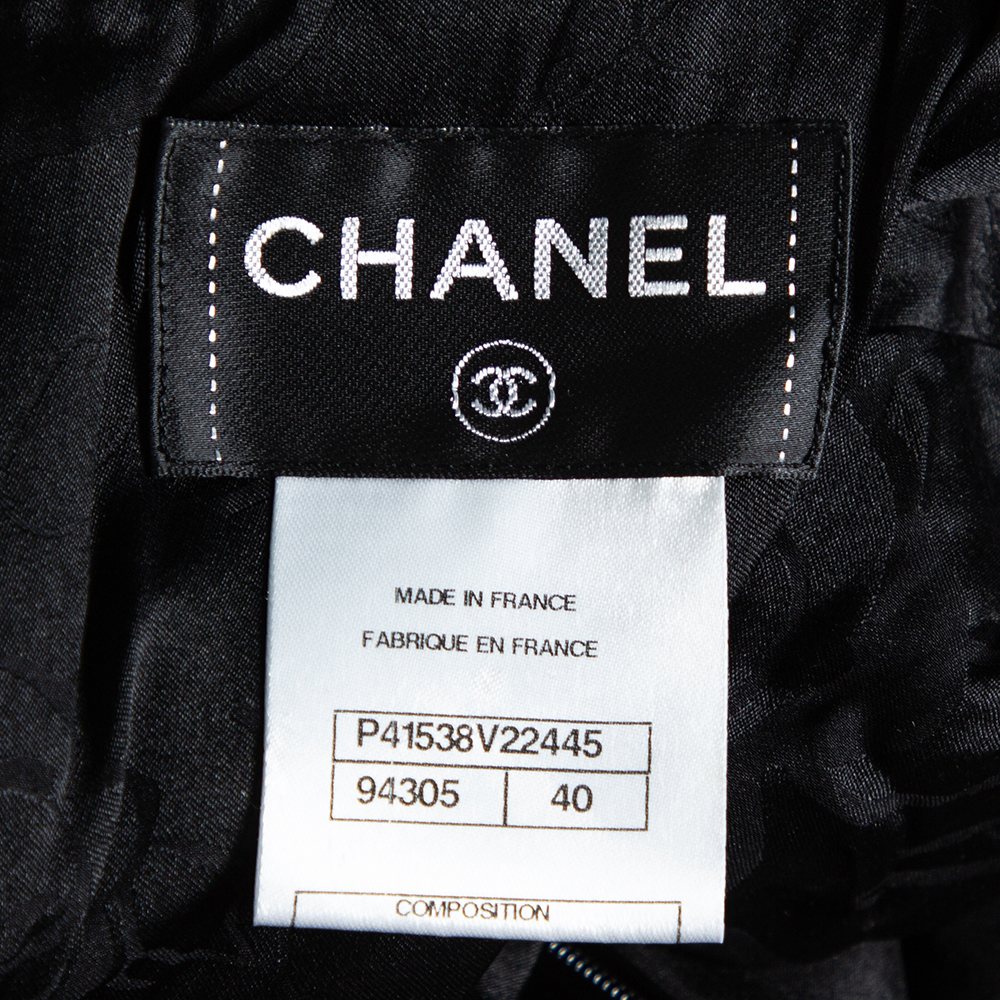 CHANEL
MADE IN FRANCE
FABRIQUE EN FRANCE
P41538V22445
94305 40
COMPOSITION